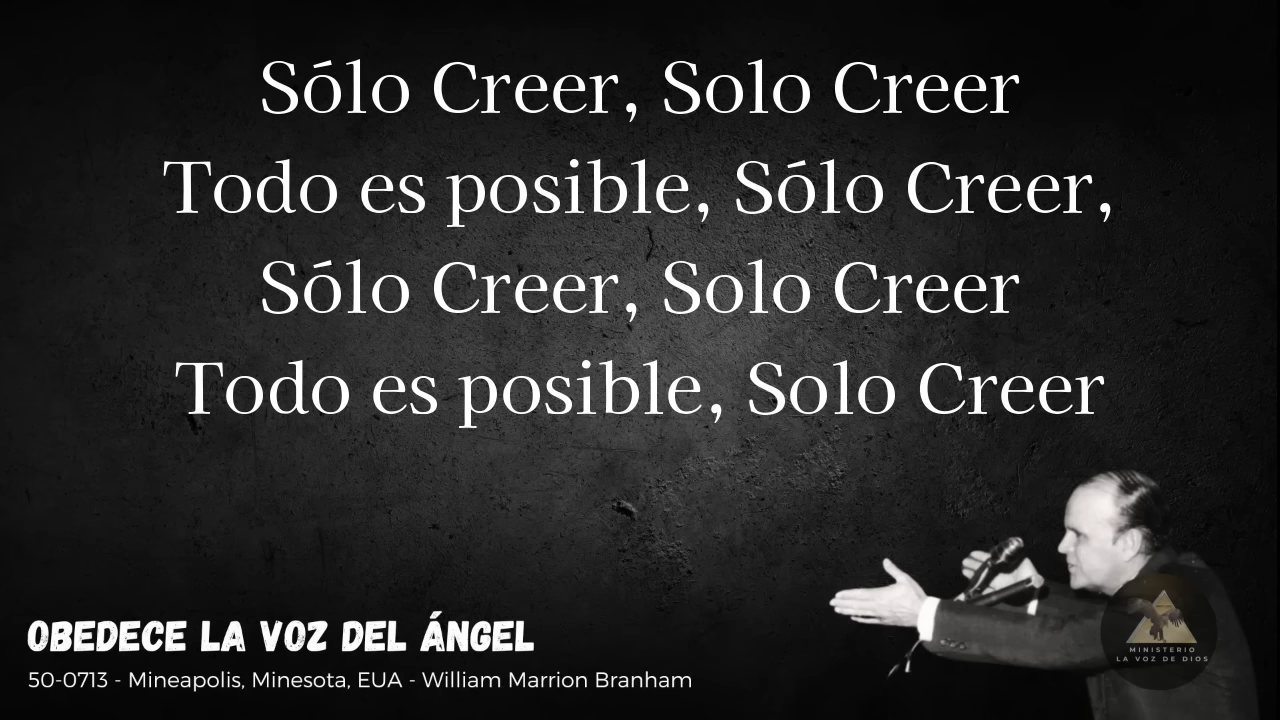 Sólo Creer, Solo Creer
Todo es posible, Sólo Creer,
Sólo Creer, Solo Creer
Todo es posible, Solo Creer
OBEDECE LA VOZ DEL ÁNGEL
50-0713 - Mineapolis, Minesota, EUA - William Marrion Branham
MINISTERIO
LA VOZ DE DIOS